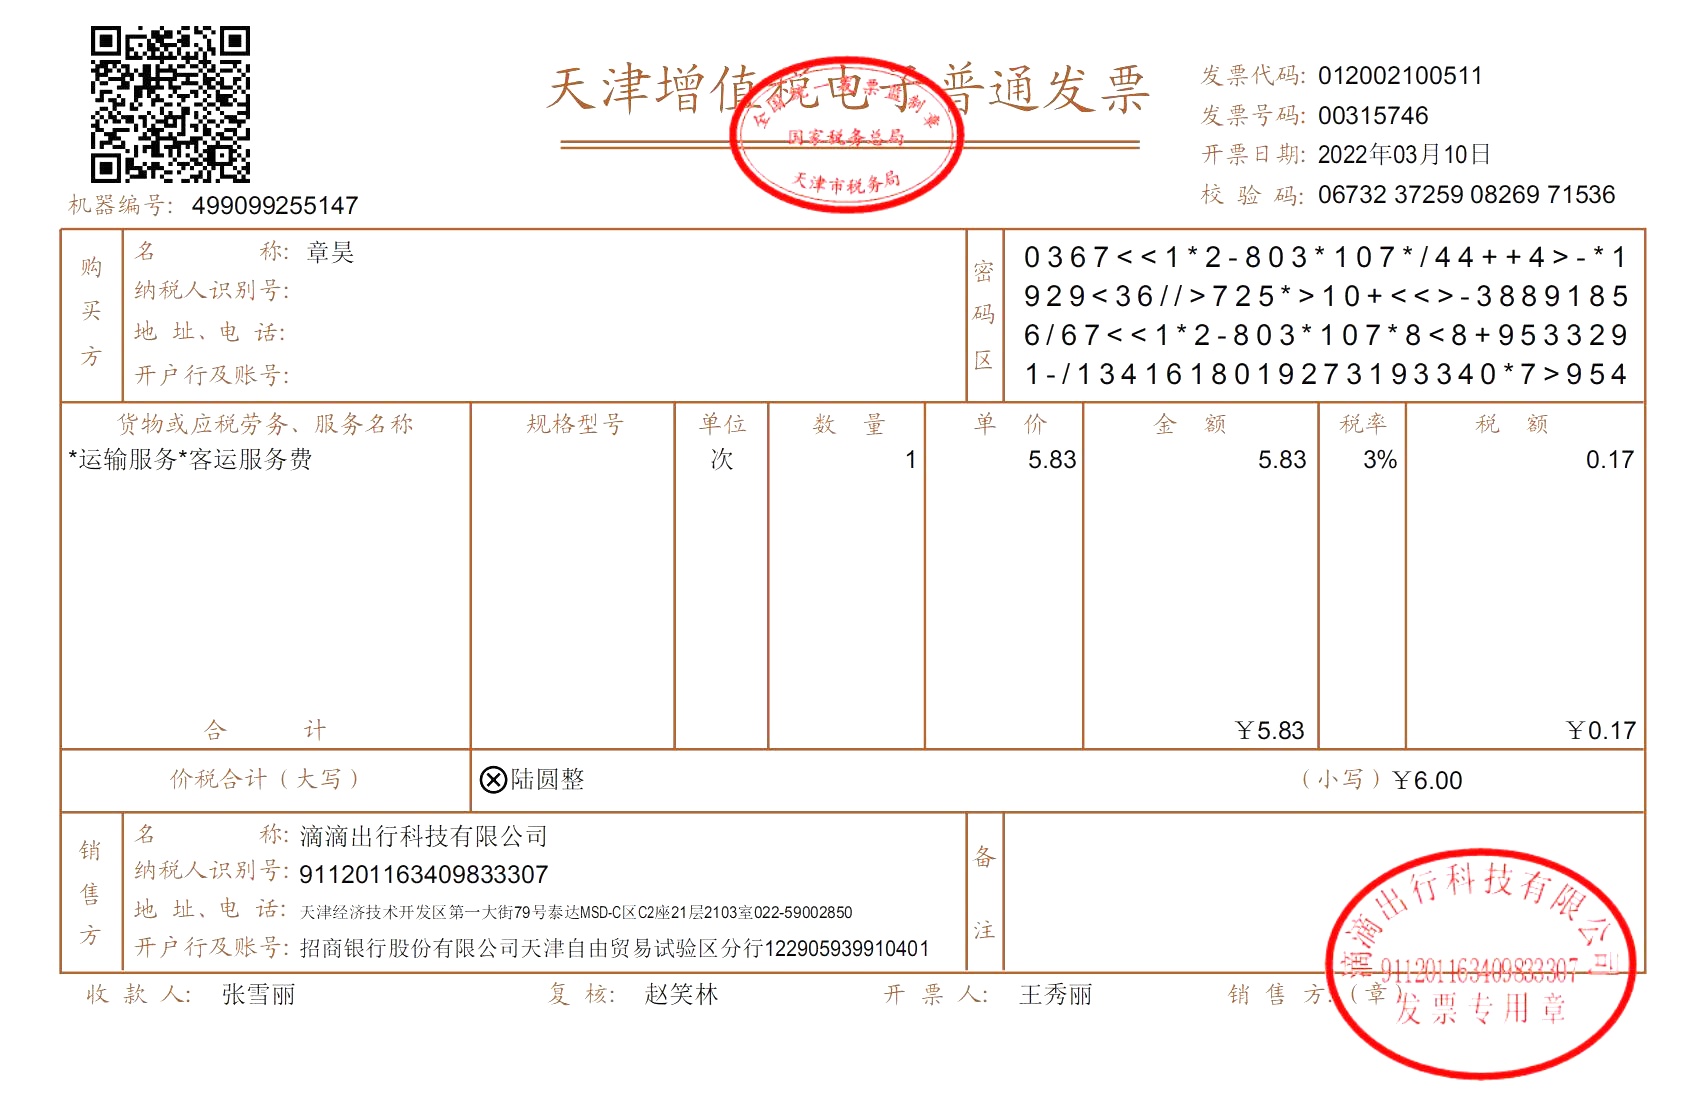 天津增值税电子普通发票
全国统一发票监制章
国家税务总局
天津市税务局
发票代码: 012002100511
发票号码: 00315746
开票日期: 2022年03月10日
校 验 码: 06732 37259 08269 71536
机器编号: 499099255147
购买方
名 称: 章昊
纳税人识别号:
地 址、电 话:
开户行及账号:
密码区
0367<<1*2-803*107*/44++4>-*1
929<36//>725*>10+<<>-3889185
6/67<<1*2-803*107*8<8+953329
1-/1341618019273193340*7>954
货物或应税劳务、服务名称 规格型号 单位 数 量 单 价 金 额 税率 税 额
*运输服务*客运服务费 次 1 5.83 5.83 3% 0.17
合 计 ￥5.83 ￥0.17
价税合计（大写） ⊗陆圆整 （小写）￥6.00
销售方
名 称: 滴滴出行科技有限公司
纳税人识别号: 911201163409833307
地 址、电 话: 天津经济技术开发区第一大街79号泰达MSD-C区C2座21层2103室022-59002850
开户行及账号: 招商银行股份有限公司天津自由贸易试验区分行122905939910401
备注
收 款 人: 张雪丽 复 核: 赵笑林 开 票 人: 王秀丽 销 售 方:（章）
滴滴出行科技有限公司
911201163409833307
发票专用章